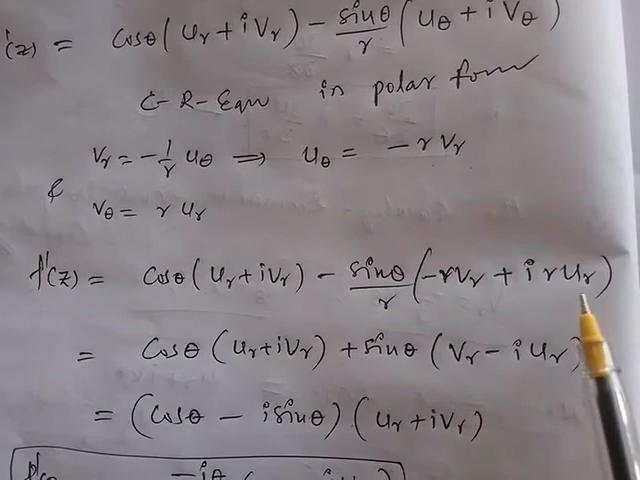 '(z) = cosθ (u_r + i v_r) − sinθ/r (u_θ + i v_θ)
C-R-Eqn in polar form
v_r = −1/r u_θ ⟹ u_θ = −r v_r
&
v_θ = r u_r
f'(z) = cosθ (u_r + i v_r) − sinθ/r (−r v_r + i r u_r)
= cosθ (u_r + i v_r) + sinθ (v_r − i u_r)
= (cosθ − i sinθ) (u_r + i v_r)